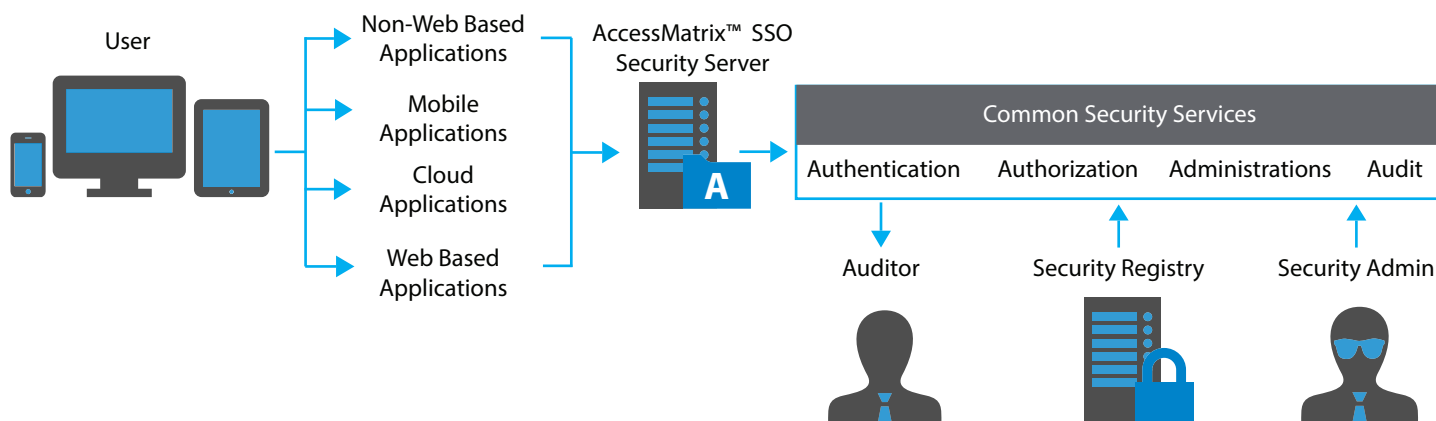 User
Non-Web Based
Applications
Mobile
Applications
Cloud
Applications
Web Based
Applications
AccessMatrix™ SSO
Security Server
A
Common Security Services
Authentication Authorization Administrations Audit
Auditor Security Registry Security Admin